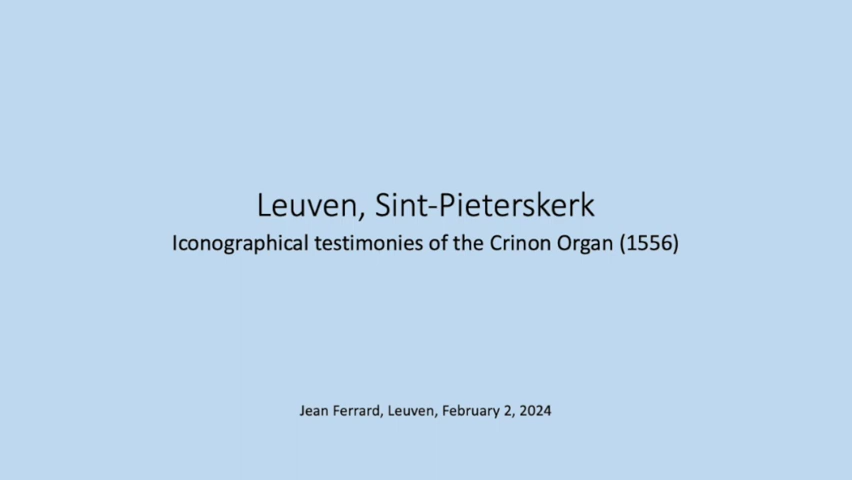 Leuven, Sint-Pieterskerk
Iconographical testimonies of the Crinon Organ (1556)
Jean Ferrard, Leuven, February 2, 2024